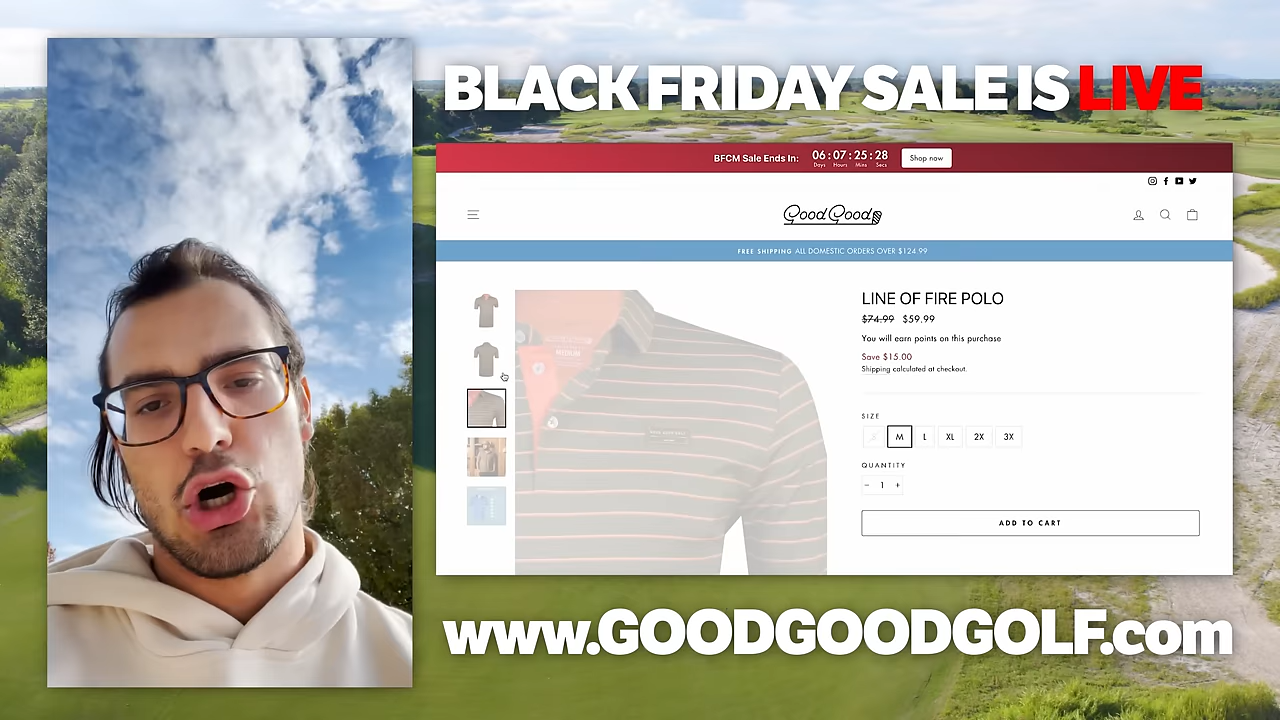 BLACK FRIDAY SALE IS LIVE
BFCM Sale Ends In: 06 : 07 : 25 : 28
Days Hours Mins Secs
Shop now
Good Good
FREE SHIPPING ALL DOMESTIC ORDERS OVER $124.99
LINE OF FIRE POLO
$74.99 $59.99
You will earn points on this purchase
Save $15.00
Shipping calculated at checkout.
MEDIUM
SIZE
M L XL 2X 3X
QUANTITY
− 1 +
ADD TO CART
www.GOODGOODGOLF.com